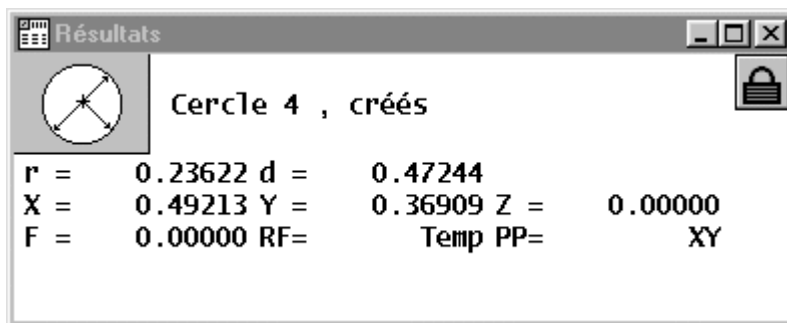 Résultats
Cercle 4 , créés
r = 0.23622 d = 0.47244
X = 0.49213 Y = 0.36909 Z = 0.00000
F = 0.00000 RF= Temp PP= XY